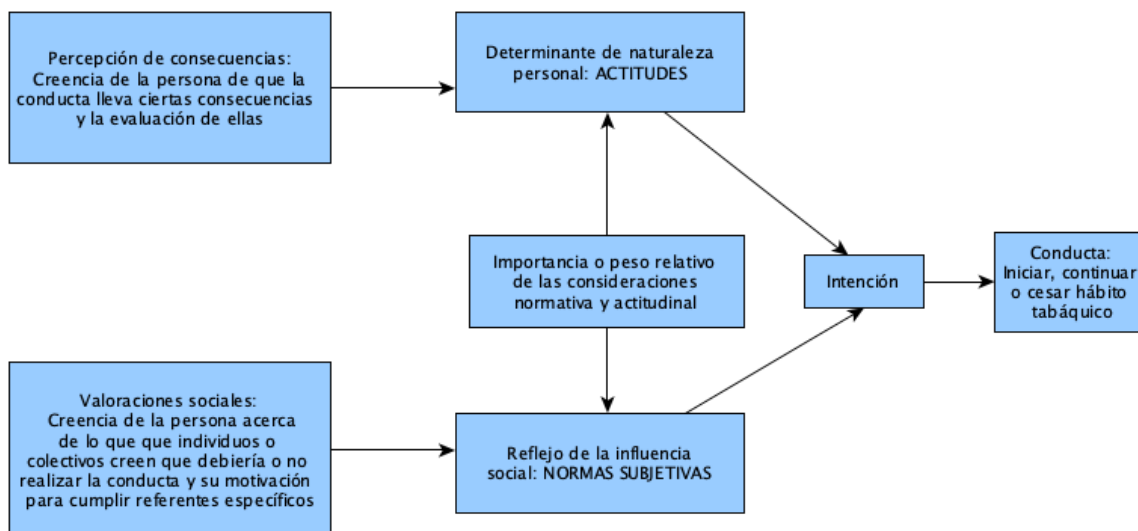 Percepción de consecuencias:
Creencia de la persona de que la
conducta lleva ciertas consecuencias
y la evaluación de ellas
Determinante de naturaleza
personal: ACTITUDES
Importancia o peso relativo
de las consideraciones
normativa y actitudinal
Intención
Conducta:
Iniciar, continuar
o cesar hábito
tabáquico
Valoraciones sociales:
Creencia de la persona acerca
de lo que que individuos o
colectivos creen que debiería o no
realizar la conducta y su motivación
para cumplir referentes específicos
Reflejo de la influencia
social: NORMAS SUBJETIVAS